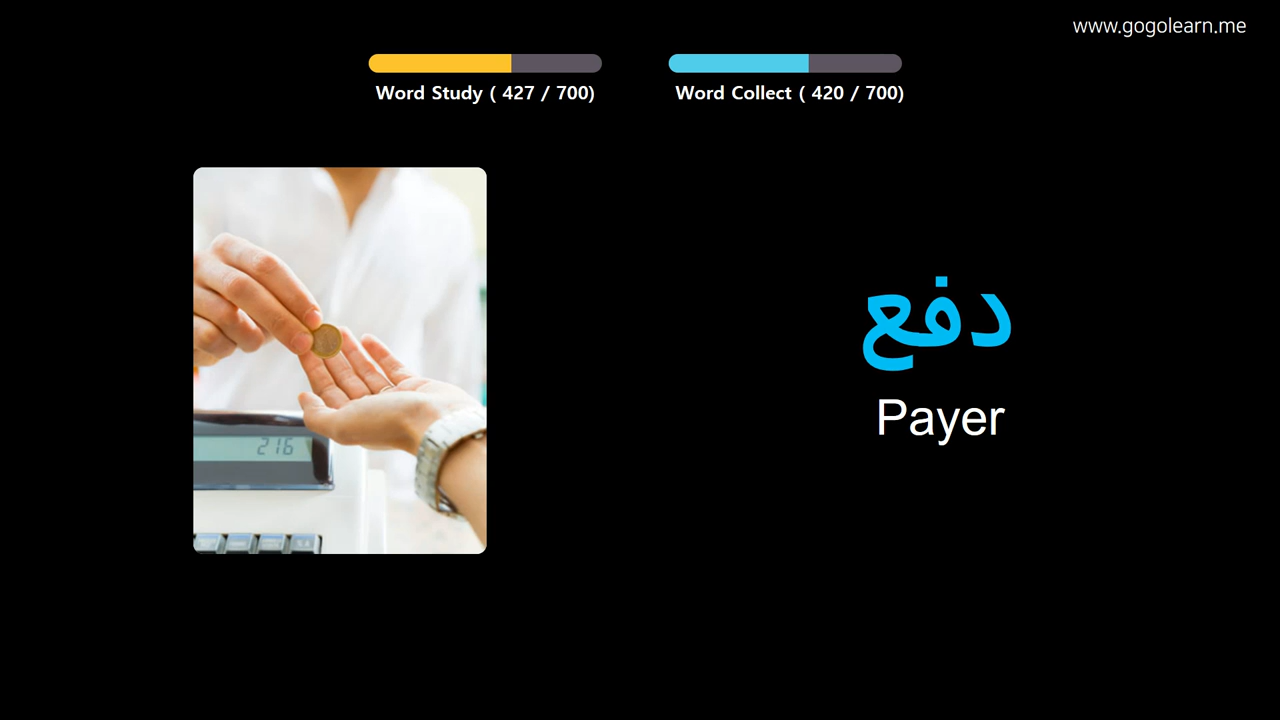 www.gogolearn.me
Word Study ( 427 / 700)
Word Collect ( 420 / 700)
دفع
Payer
216